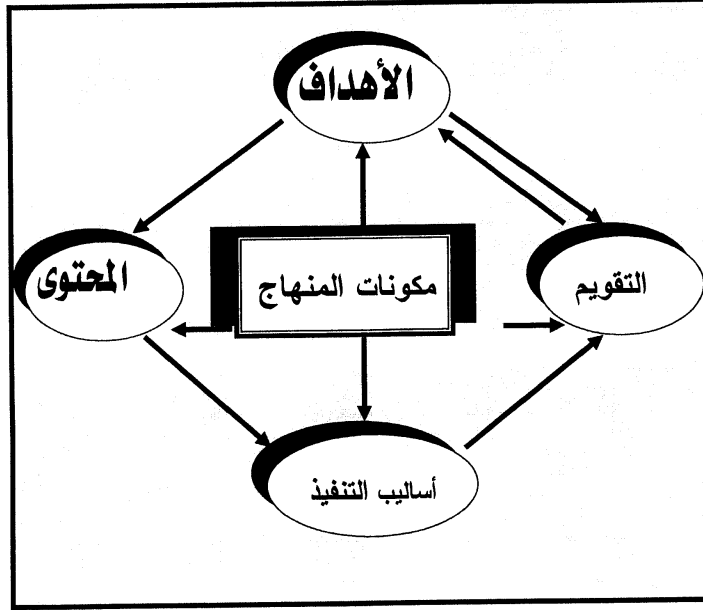 الأهداف
المحتوى
مكونات المنهاج
التقويم
أساليب التنفيذ